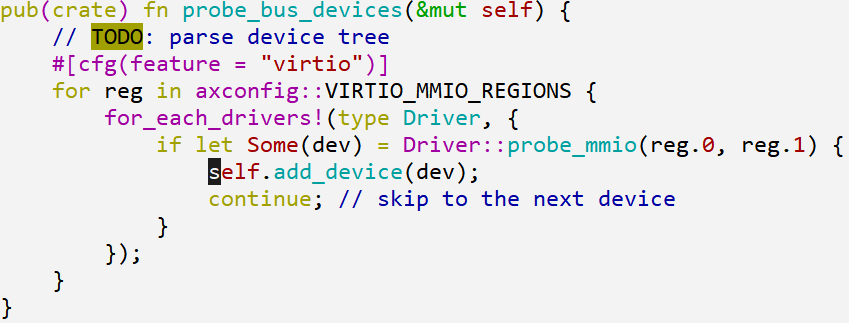 pub(crate) fn probe_bus_devices(&mut self) {
    // TODO: parse device tree
    #[cfg(feature = "virtio")]
    for reg in axconfig::VIRTIO_MMIO_REGIONS {
        for_each_drivers!(type Driver, {
            if let Some(dev) = Driver::probe_mmio(reg.0, reg.1) {
                self.add_device(dev);
                continue; // skip to the next device
            }
        });
    }
}